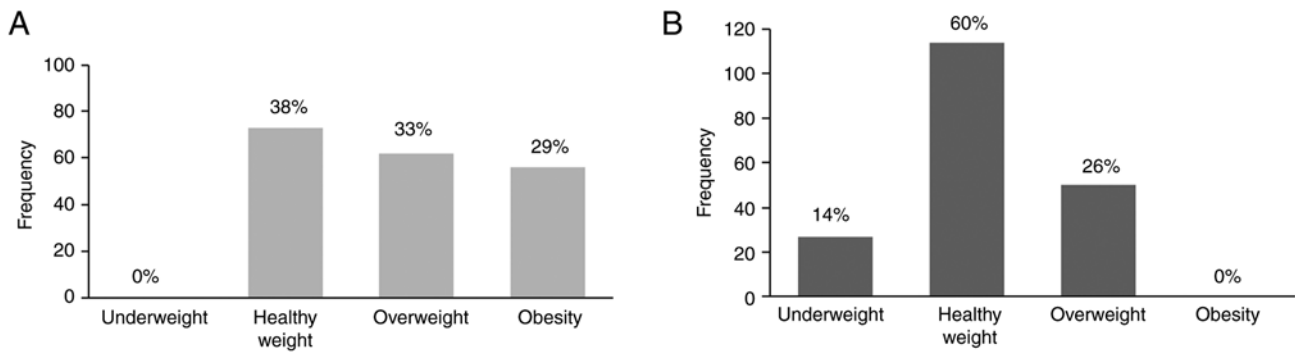 A
Frequency
100
80
60
40
20
0
0%
38%
33%
29%
Underweight
Healthy
weight
Overweight
Obesity
B
Frequency
120
100
80
60
40
20
0
14%
60%
26%
0%
Underweight
Healthy
weight
Overweight
Obesity